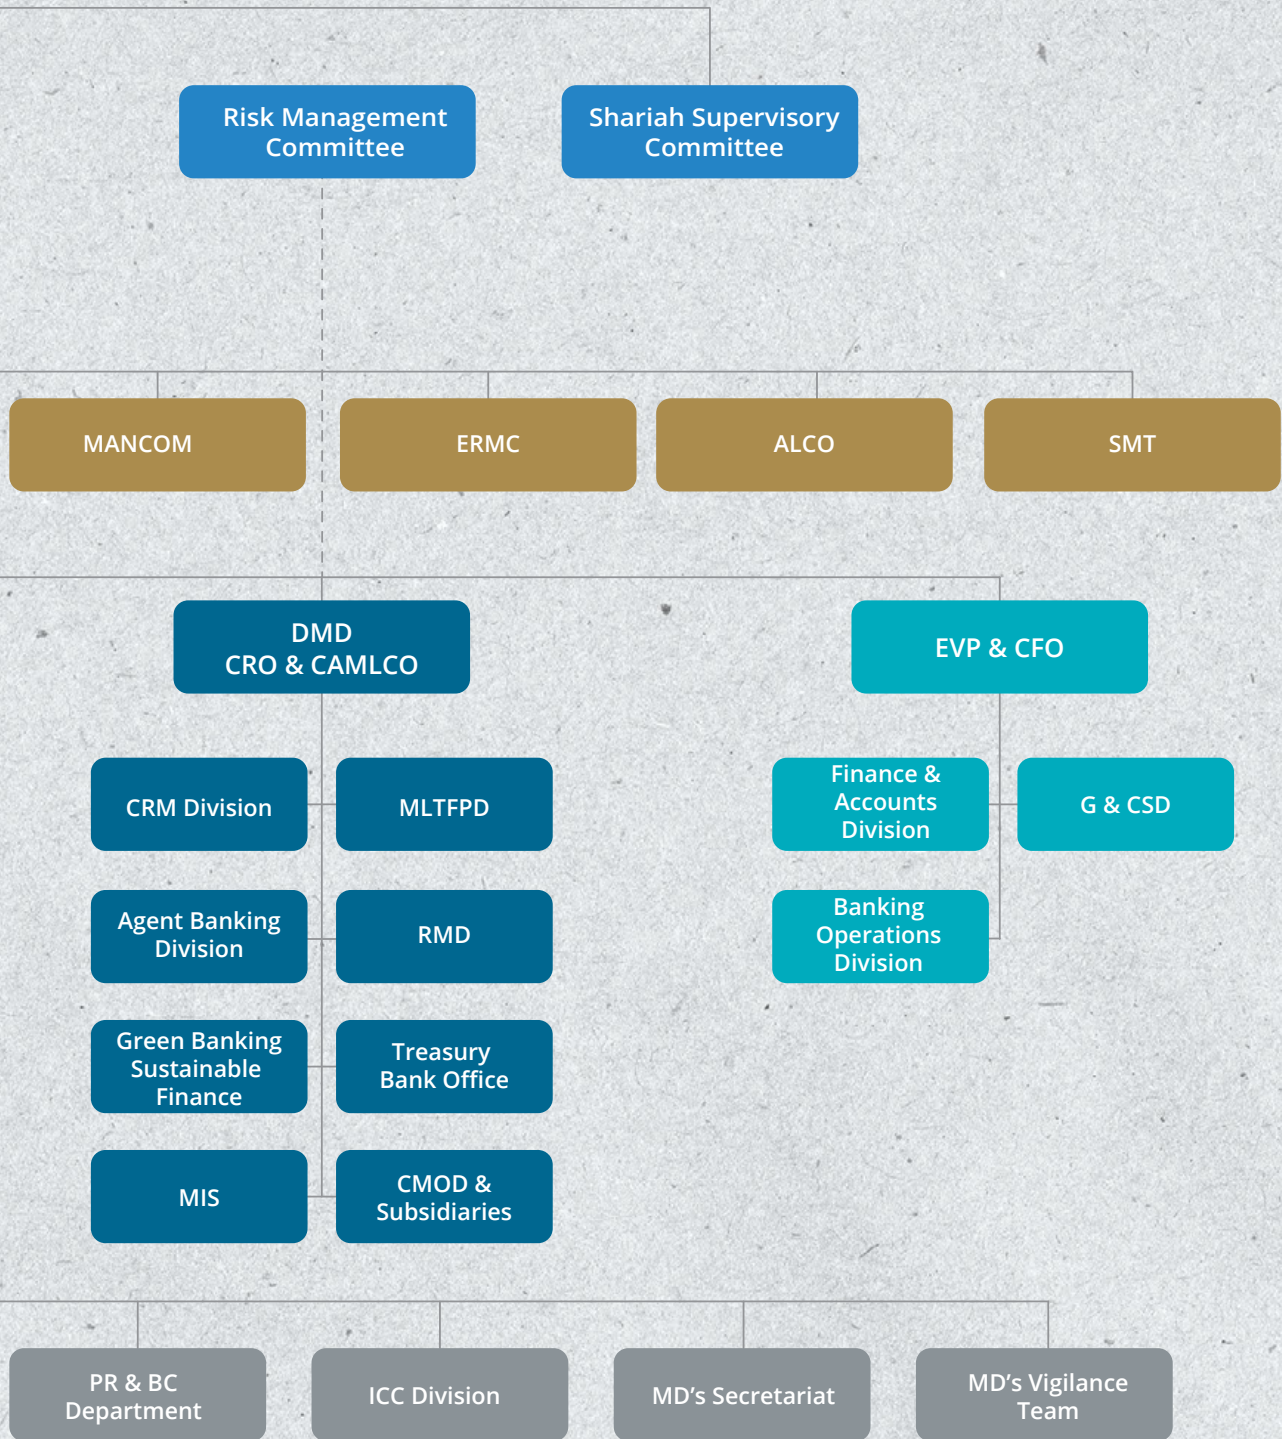 Risk Management
Committee
Shariah Supervisory
Committee
MANCOM
ERMC
ALCO
SMT
DMD
CRO & CAMLCO
EVP & CFO
CRM Division
MLTFPD
Finance &
Accounts
Division
G & CSD
Agent Banking
Division
RMD
Banking
Operations
Division
Green Banking
Sustainable
Finance
Treasury
Bank Office
MIS
CMOD &
Subsidiaries
PR & BC
Department
ICC Division
MD’s Secretariat
MD’s Vigilance
Team